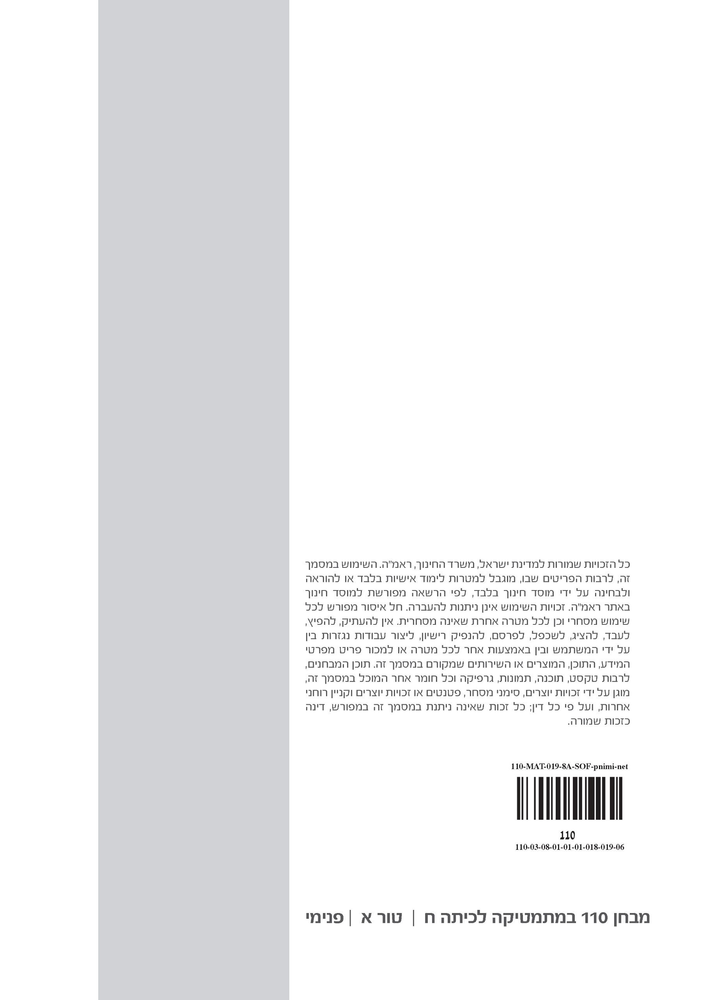 כל הזכויות שמורות למדינת ישראל, משרד החינוך, ראמ"ה. השימוש במסמך
זה, לרבות הפריטים שבו, מוגבל למטרות לימוד אישיות בלבד או להוראה
ולבחינה על ידי מוסד חינוך בלבד, לפי הרשאה מפורשת למוסד חינוך
באתר ראמ"ה. זכויות השימוש אינן ניתנות להעברה. חל איסור מפורש לכל
שימוש מסחרי וכן לכל מטרה אחרת שאינה מסחרית. אין להעתיק, להפיץ,
לעבד, להציג, לשכפל, לפרסם, להנפיק רישיון, ליצור עבודות נגזרות בין
על ידי המשתמש ובין באמצעות אחר לכל מטרה או למכור פריט מפרטי
המידע, התוכן, המוצרים או השירותים שמקורם במסמך זה. תוכן המבחנים,
לרבות טקסט, תוכנה, תמונות, גרפיקה וכל חומר אחר המוכל במסמך זה,
מוגן על ידי זכויות יוצרים, סימני מסחר, פטנטים או זכויות יוצרים וקניין רוחני
אחרות, ועל פי כל דין; כל זכות שאינה ניתנת במסמך זה במפורש, דינה
כזכות שמורה.
110-MAT-019-8A-SOF-pnimi-net
110
110-03-08-01-01-01-018-019-06
מבחן 110 במתמטיקה לכיתה ח | טור א | פנימי